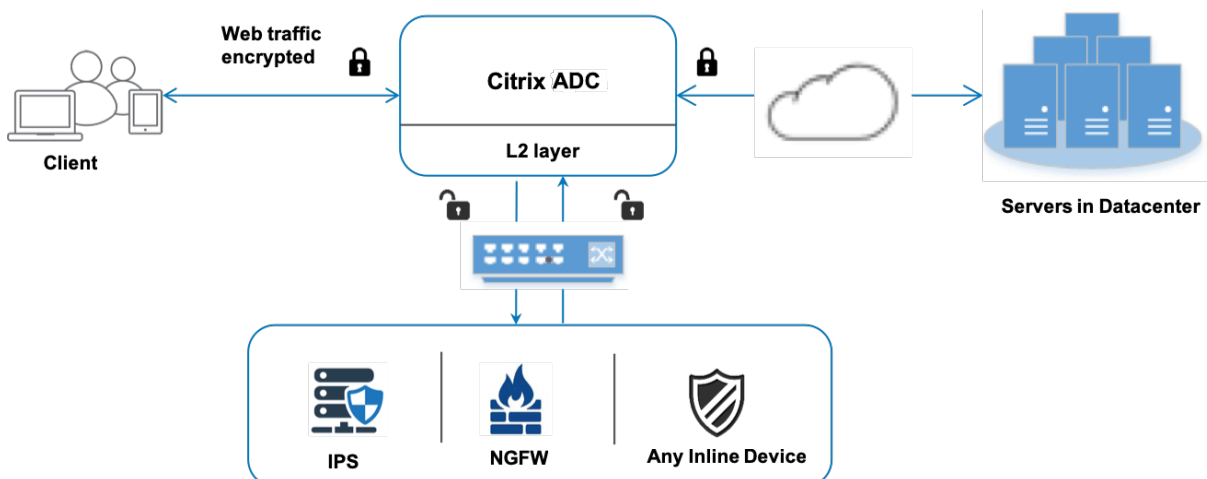 Web traffic
encrypted
Citrix ADC
L2 layer
Client
Servers in Datacenter
IPS
NGFW
Any Inline Device